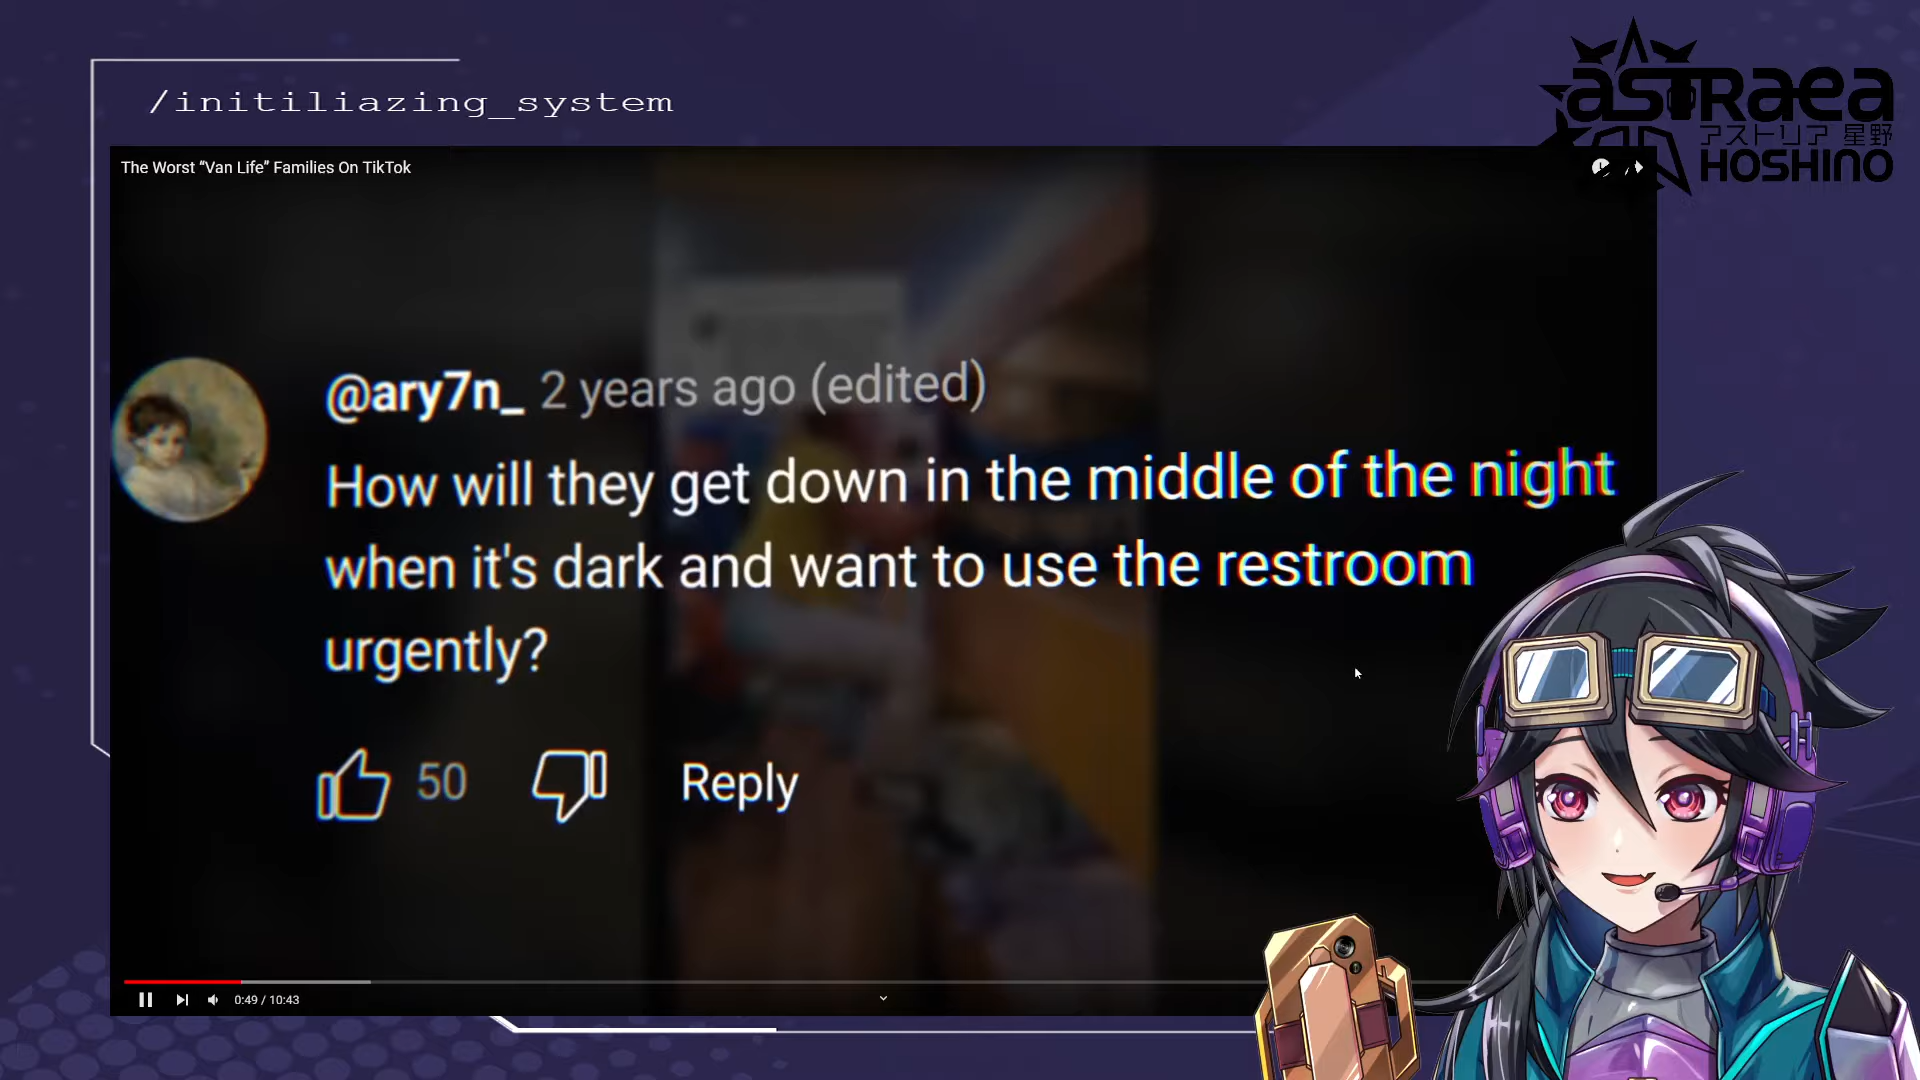 /initiliazing_system
aSTRaea
アストリア 星野
HOSHINO
The Worst “Van Life” Families On TikTok
@ary7n_ 2 years ago (edited)
How will they get down in the middle of the night
when it's dark and want to use the restroom
urgently?
50 Reply
0:49 / 10:43